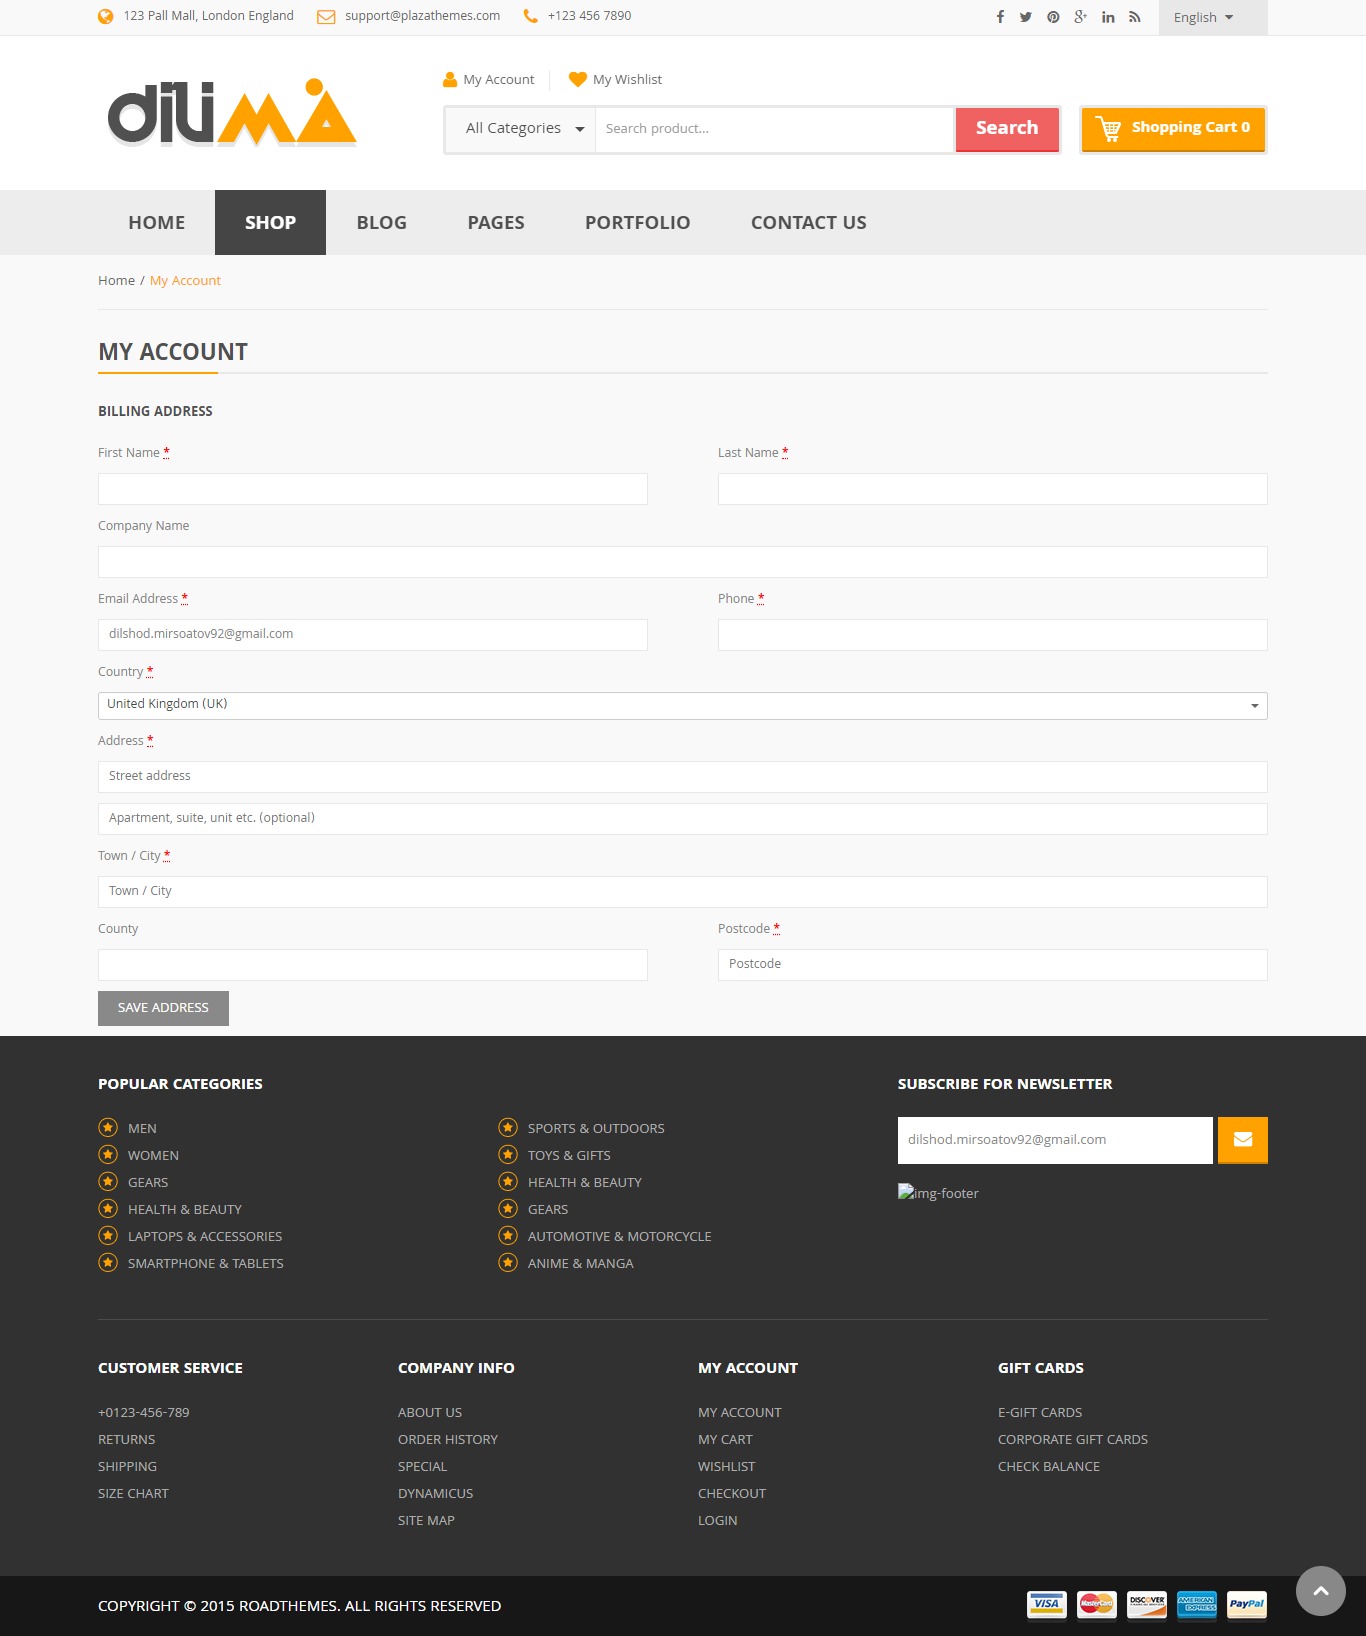 123 Pall Mall, London England support@plazathemes.com +123 456 7890 English
My Account My Wishlist
diliMA
All Categories Search product... Search Shopping Cart 0
HOME SHOP BLOG PAGES PORTFOLIO CONTACT US
Home / My Account
MY ACCOUNT
BILLING ADDRESS
First Name * Last Name *
Company Name
Email Address * Phone *
dilshod.mirsoatov92@gmail.com
Country *
United Kingdom (UK)
Address *
Street address
Apartment, suite, unit etc. (optional)
Town / City *
Town / City
County Postcode *
Postcode
SAVE ADDRESS
POPULAR CATEGORIES SUBSCRIBE FOR NEWSLETTER
MEN SPORTS & OUTDOORS
dilshod.mirsoatov92@gmail.com
WOMEN TOYS & GIFTS
GEARS HEALTH & BEAUTY
img-footer
HEALTH & BEAUTY GEARS
LAPTOPS & ACCESSORIES AUTOMOTIVE & MOTORCYCLE
SMARTPHONE & TABLETS ANIME & MANGA
CUSTOMER SERVICE COMPANY INFO MY ACCOUNT GIFT CARDS
+0123-456-789 ABOUT US MY ACCOUNT E-GIFT CARDS
RETURNS ORDER HISTORY MY CART CORPORATE GIFT CARDS
SHIPPING SPECIAL WISHLIST CHECK BALANCE
SIZE CHART DYNAMICUS CHECKOUT
SITE MAP LOGIN
COPYRIGHT © 2015 ROADTHEMES. ALL RIGHTS RESERVED VISA MasterCard DISCOVER AMERICAN EXPRESS PayPal